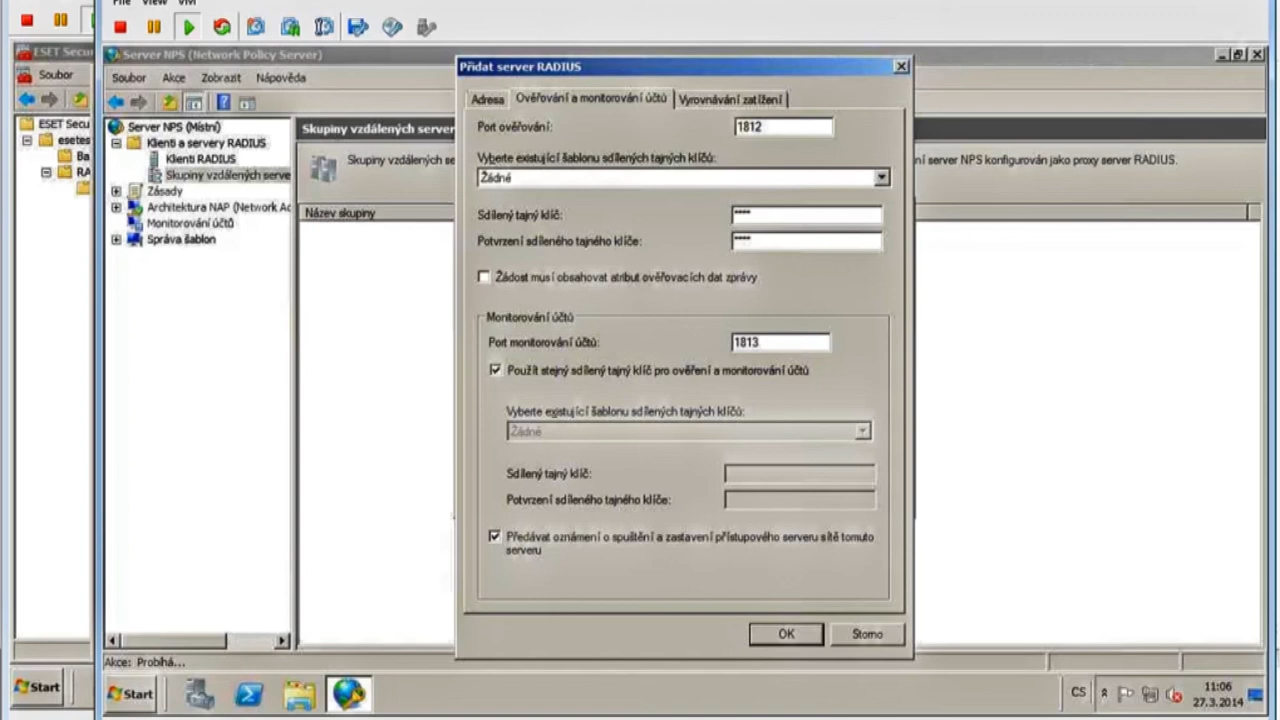 File View Vivi
ESET Secu
Server NPS (Network Policy Server)
Soubor
Soubor Akce Zobrazit Nápověda
ESET Secu
esetes
Ba
RA
Server NPS (Místní)
Klienti a servery RADIUS
Klienti RADIUS
Skupiny vzdálených serve
Zásady
Architektura NAP (Network Ac
Monitorování účtů
Správa šablon
Skupiny vzdálených server
Skupiny vzdálených se
ní server NPS konfigurován jako proxy server RADIUS.
Název skupiny
Přidat server RADIUS
Adresa Ověřování a monitorování účtů Vyrovnávání zatížení
Port ověřování: 1812
Vyberte existující šablonu sdílených tajných klíčů:
Žádné
Sdílený tajný klíč: ••••
Potvrzení sdíleného tajného klíče: ••••
Žádost musí obsahovat atribut ověřovacích dat zprávy
Monitorování účtů
Port monitorování účtů: 1813
Použít stejný sdílený tajný klíč pro ověření a monitorování účtů
Vyberte existující šablonu sdílených tajných klíčů:
Žádné
Sdílený tajný klíč:
Potvrzení sdíleného tajného klíče:
Předávat oznámení o spuštění a zastavení přístupového serveru sítě tomuto
serveru
OK Storno
Akce: Probíhá...
Start
Start
CS
11:06
27.3.2014